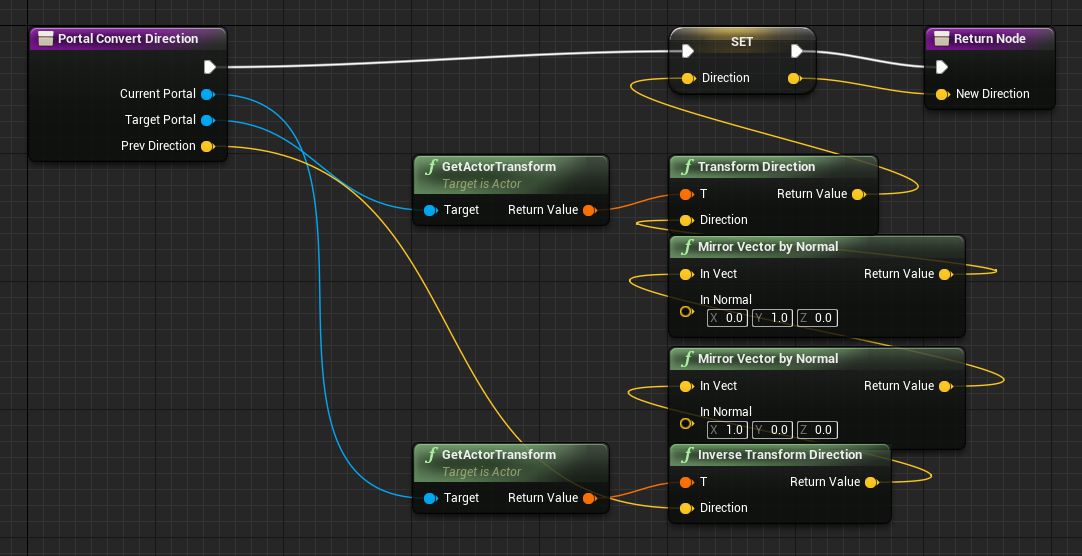 Portal Convert Direction
Current Portal
Target Portal
Prev Direction
SET
Direction
Return Node
New Direction
GetActorTransform
Target is Actor
Target Return Value
Transform Direction
T Return Value
Direction
Mirror Vector by Normal
In Vect Return Value
In Normal
X 0.0 Y 1.0 Z 0.0
Mirror Vector by Normal
In Vect Return Value
In Normal
X 1.0 Y 0.0 Z 0.0
GetActorTransform
Target is Actor
Target Return Value
Inverse Transform Direction
T Return Value
Direction